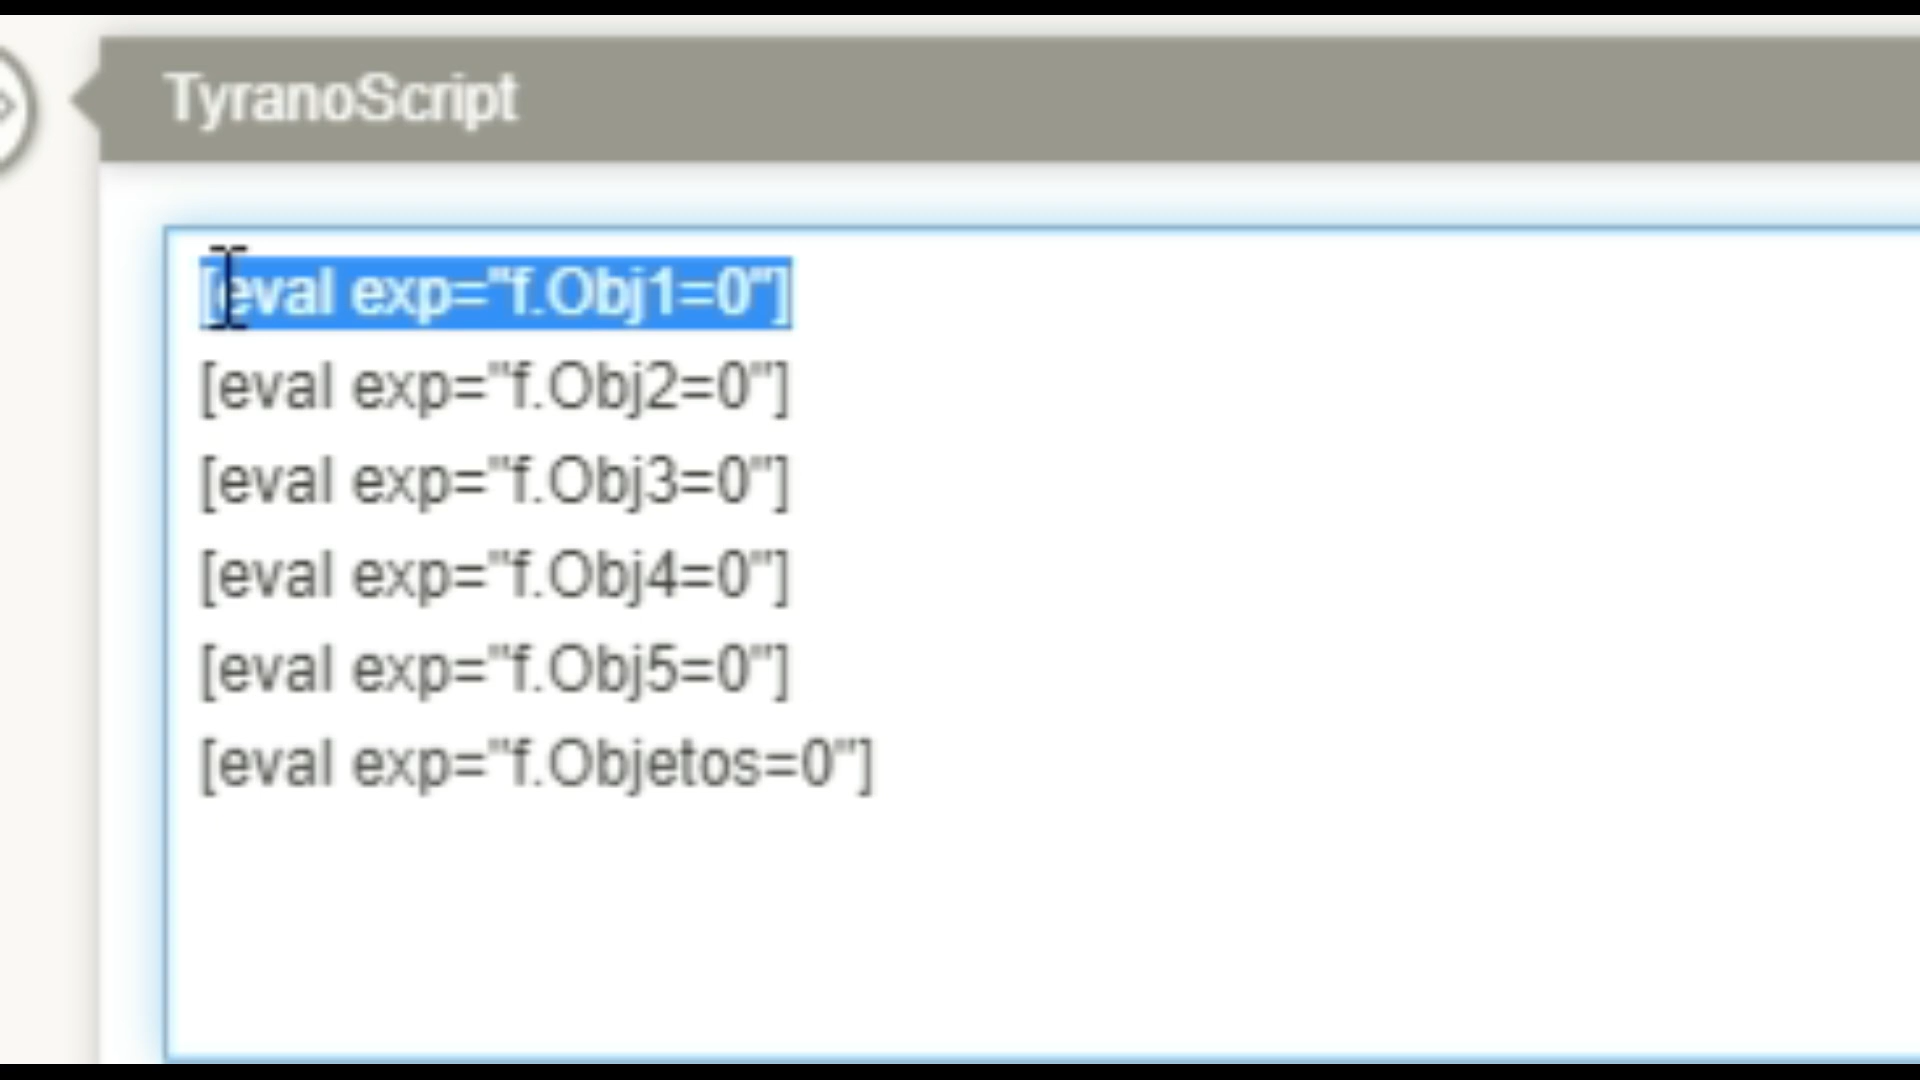 TyranoScript
[eval exp="f.Obj1=0"]
[eval exp="f.Obj2=0"]
[eval exp="f.Obj3=0"]
[eval exp="f.Obj4=0"]
[eval exp="f.Obj5=0"]
[eval exp="f.Objetos=0"]